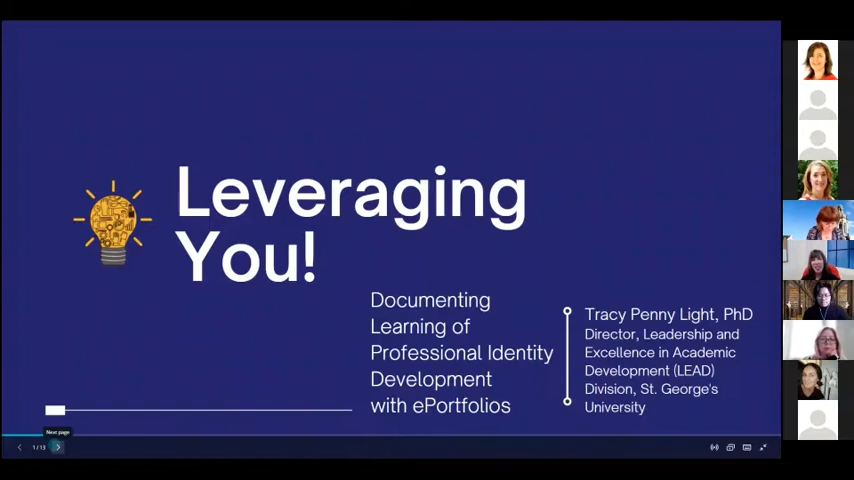 Leveraging
You!
Documenting
Learning of
Professional Identity
Development
with ePortfolios
Tracy Penny Light, PhD
Director, Leadership and
Excellence in Academic
Development (LEAD)
Division, St. George's
University
Next page
1/13